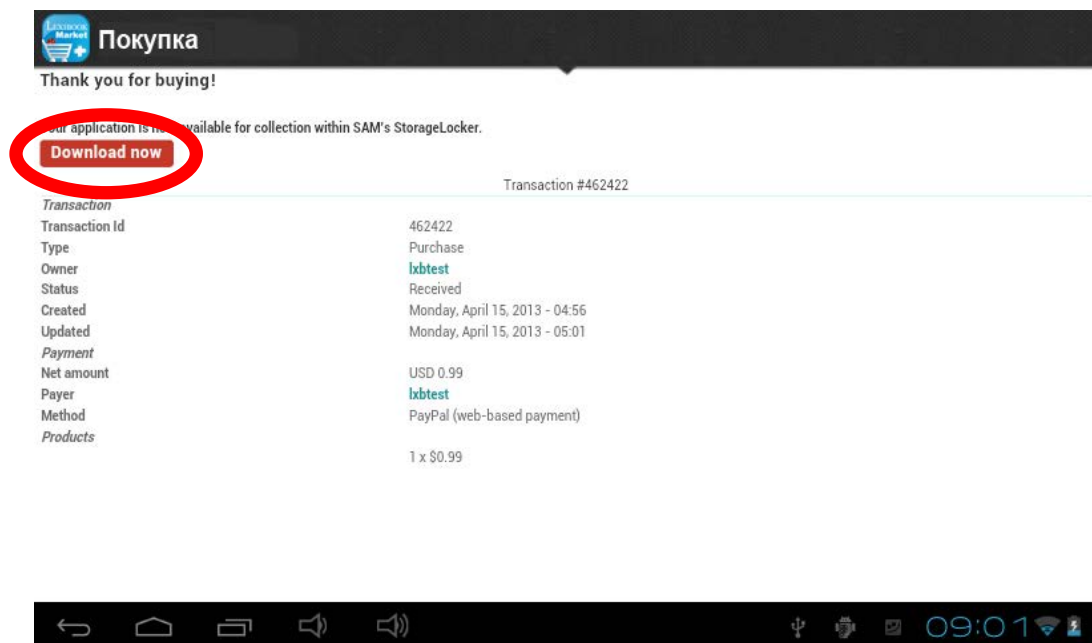 LEXIBOOK
Market
Покупка
Thank you for buying!
application is available for collection within SAM's StorageLocker.
Download now
Transaction #462422
Transaction
Transaction Id 462422
Type Purchase
Owner lxbtest
Status Received
Created Monday, April 15, 2013 - 04:56
Updated Monday, April 15, 2013 - 05:01
Payment
Net amount USD 0.99
Payer lxbtest
Method PayPal (web-based payment)
Products
1 x $0.99
09:01